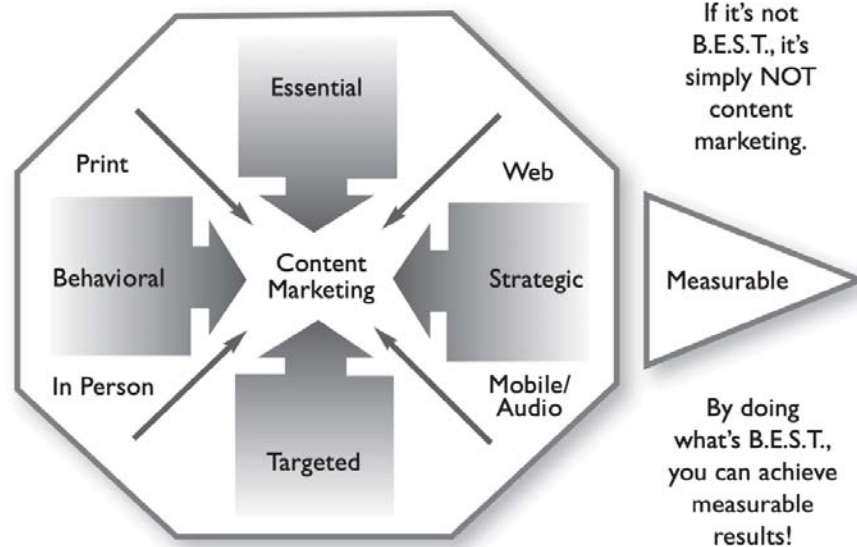 Essential
Print
Web
Behavioral
Content
Marketing
Strategic
In Person
Mobile/
Audio
Targeted
If it's not
B.E.S.T., it's
simply NOT
content
marketing.
Measurable
By doing
what's B.E.S.T.,
you can achieve
measurable
results!